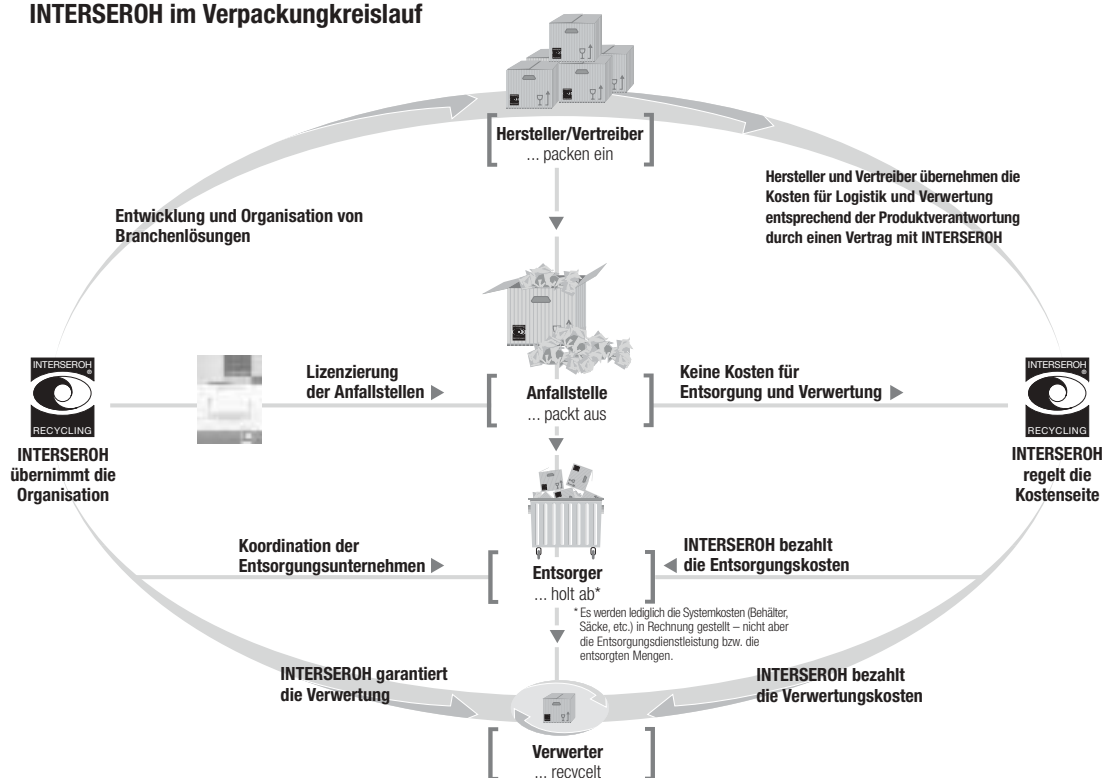 INTERSEROH im Verpackungkreislauf
Hersteller/Vertreiber
... packen ein
Hersteller und Vertreiber übernehmen die
Kosten für Logistik und Verwertung
entsprechend der Produktverantwortung
durch einen Vertrag mit INTERSEROH
Entwicklung und Organisation von
Branchenlösungen
INTERSEROH
®
RECYCLING
INTERSEROH
übernimmt die
Organisation
Lizenzierung
der Anfallstellen
Anfallstelle
... packt aus
Keine Kosten für
Entsorgung und Verwertung
INTERSEROH
®
RECYCLING
INTERSEROH
regelt die
Kostenseite
Koordination der
Entsorgungsunternehmen
Entsorger
... holt ab*
INTERSEROH bezahlt
die Entsorgungskosten
* Es werden lediglich die Systemkosten (Behälter,
Säcke, etc.) in Rechnung gestellt – nicht aber
die Entsorgungsdienstleistung bzw. die
entsorgten Mengen.
INTERSEROH garantiert
die Verwertung
INTERSEROH bezahlt
die Verwertungskosten
Verwerter
... recycelt